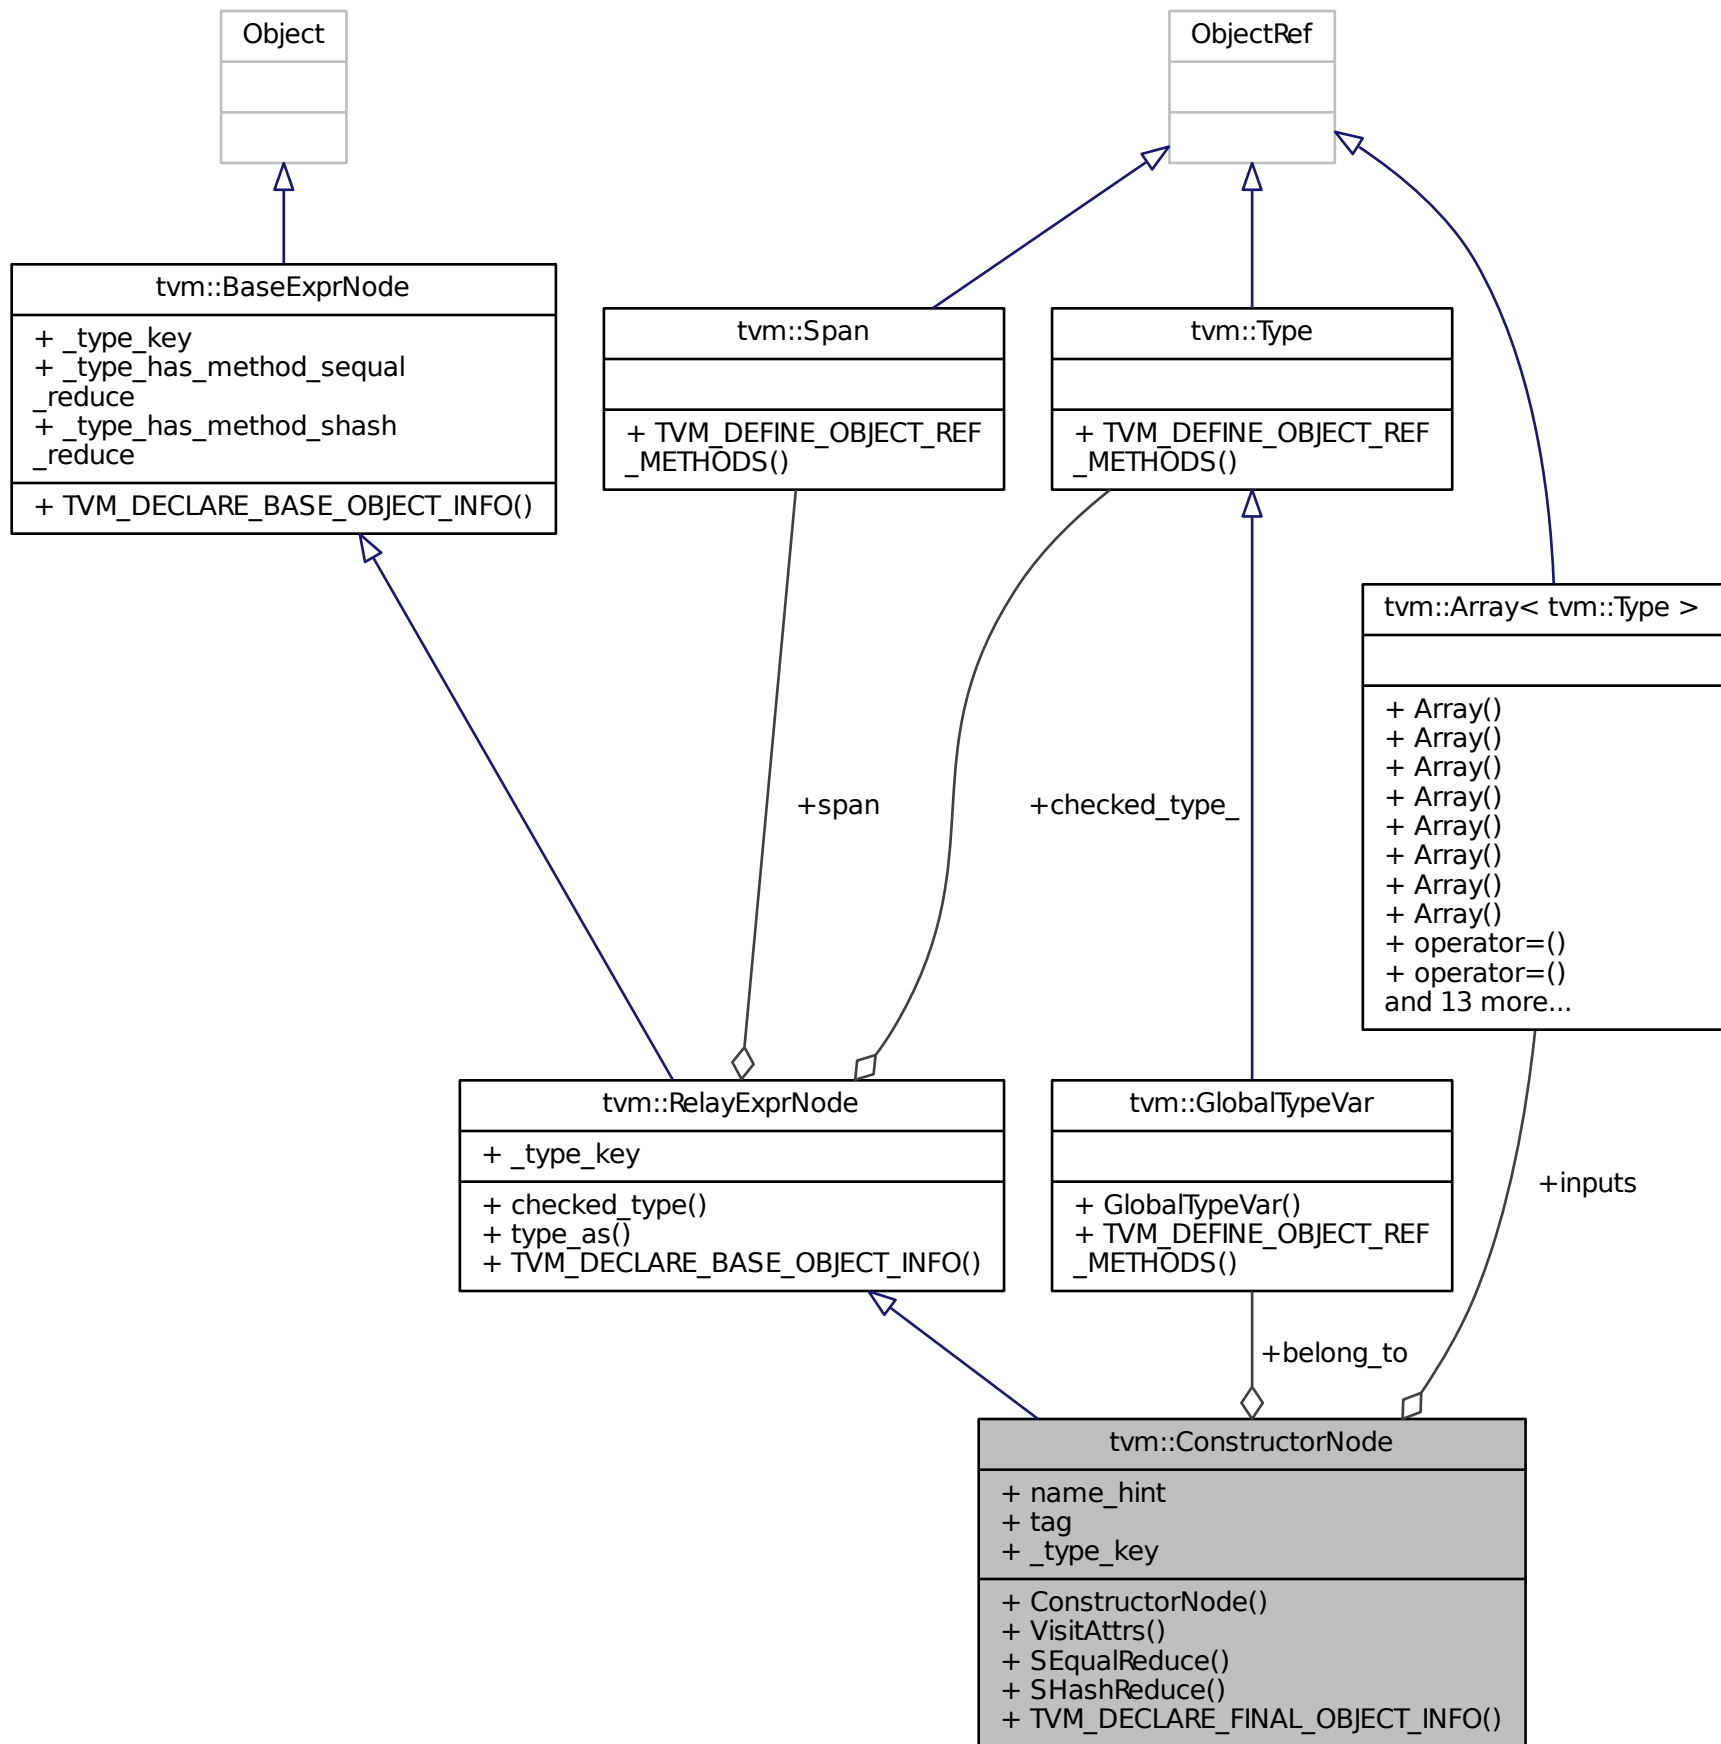 Object
ObjectRef
tvm::BaseExprNode
+ _type_key
+ _type_has_method_sequal
_reduce
+ _type_has_method_shash
_reduce
+ TVM_DECLARE_BASE_OBJECT_INFO()
tvm::Span
+ TVM_DEFINE_OBJECT_REF
_METHODS()
tvm::Type
+ TVM_DEFINE_OBJECT_REF
_METHODS()
tvm::Array< tvm::Type >
+ Array()
+ Array()
+ Array()
+ Array()
+ Array()
+ Array()
+ Array()
+ Array()
+ operator=()
+ operator=()
and 13 more...
+span
+checked_type_
tvm::RelayExprNode
+ _type_key
+ checked_type()
+ type_as()
+ TVM_DECLARE_BASE_OBJECT_INFO()
tvm::GlobalTypeVar
+ GlobalTypeVar()
+ TVM_DEFINE_OBJECT_REF
_METHODS()
+inputs
+belong_to
tvm::ConstructorNode
+ name_hint
+ tag
+ _type_key
+ ConstructorNode()
+ VisitAttrs()
+ SEqualReduce()
+ SHashReduce()
+ TVM_DECLARE_FINAL_OBJECT_INFO()